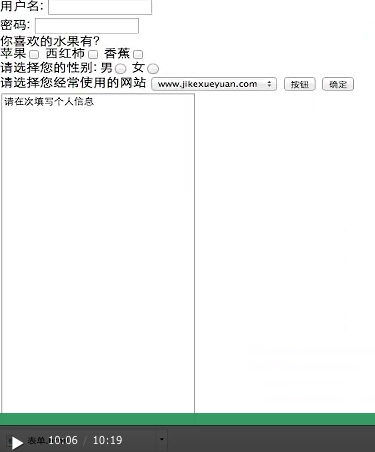 用户名:
密码:
你喜欢的水果有?
苹果 西红柿 香蕉
请选择您的性别: 男 女
请选择您经常使用的网站 www.jikexueyuan.com 按钮 确定
请在次填写个人信息
表单. 10:06 / 10:19